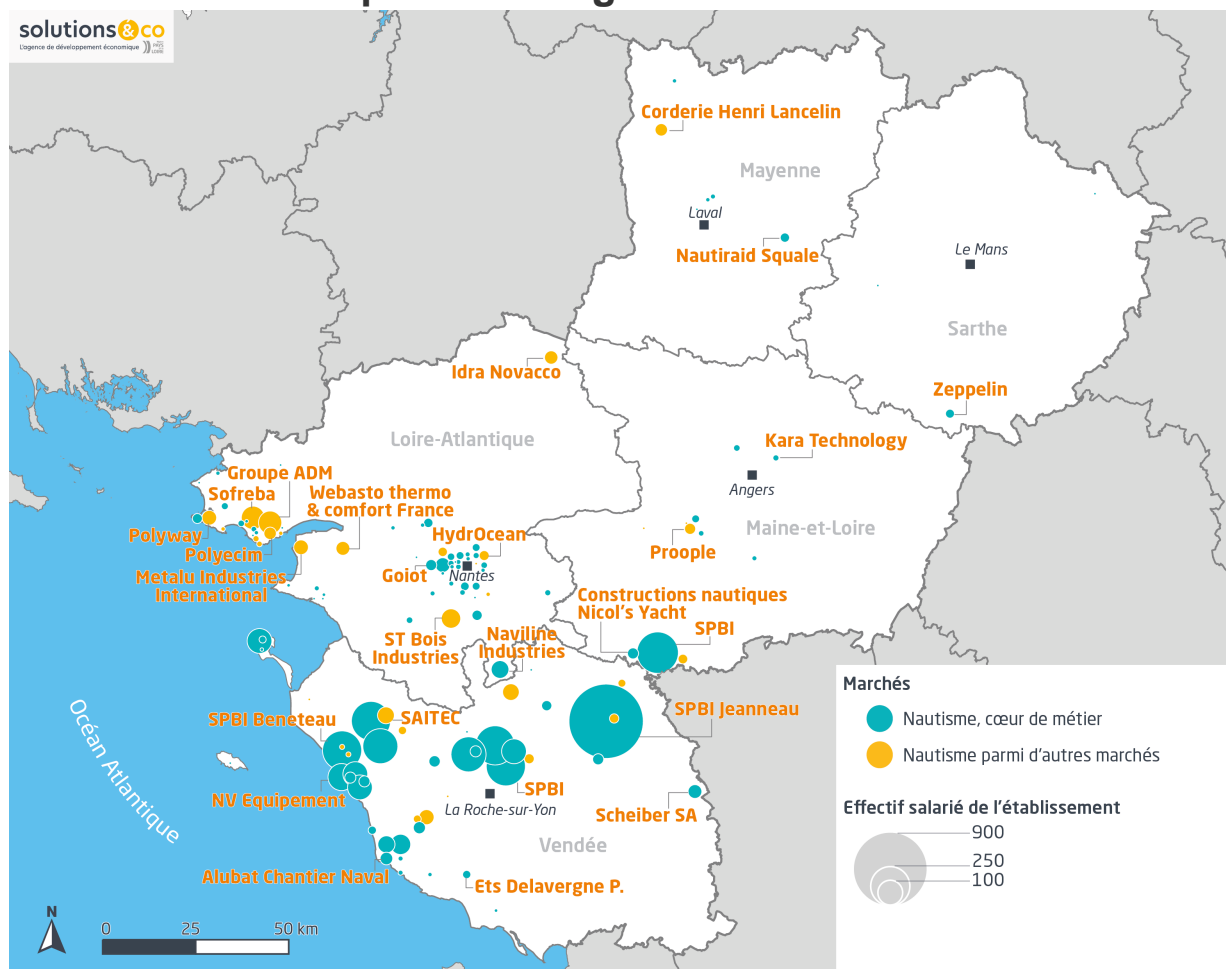 solutions&co
L'agence de développement économique
PAYS
LOIRE
Corderie Henri Lancelin
Mayenne
Laval
Nautiraid Squale
Le Mans
Sarthe
Idra Novacco
Zeppelin
Loire-Atlantique
Kara Technology
Groupe ADM
Sofreba
Webasto thermo
& comfort France
Angers
Maine-et-Loire
Polyway
HydrOcean
Proople
Polyecim
Metalu Industries
International
Goiot
Nantes
Constructions nautiques
Nicol's Yacht
SPBI
ST Bois
Industries
Naviline
Industries
Marchés
SPBI Beneteau
SAITEC
SPBI Jeanneau
Nautisme, cœur de métier
Nautisme parmi d'autres marchés
Océan Atlantique
NV Equipement
SPBI
La Roche-sur-Yon
Scheiber SA
Effectif salarié de l'établissement
900
250
100
Vendée
Alubat Chantier Naval
Ets Delavergne P.
N
0 25 50 km